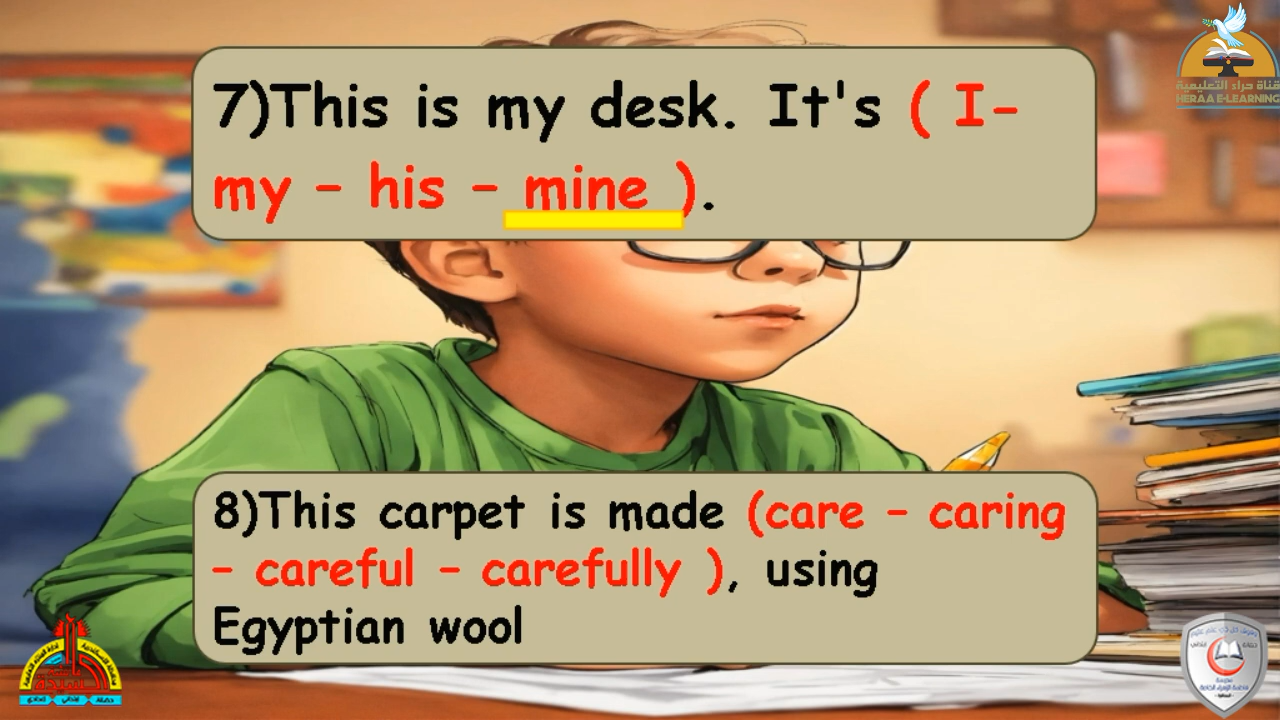 7)This is my desk. It's ( I-
my – his – mine ).
8)This carpet is made (care – caring
– careful – carefully ), using
Egyptian wool
قناة حراء التعليمية
HERAA E-LEARNING